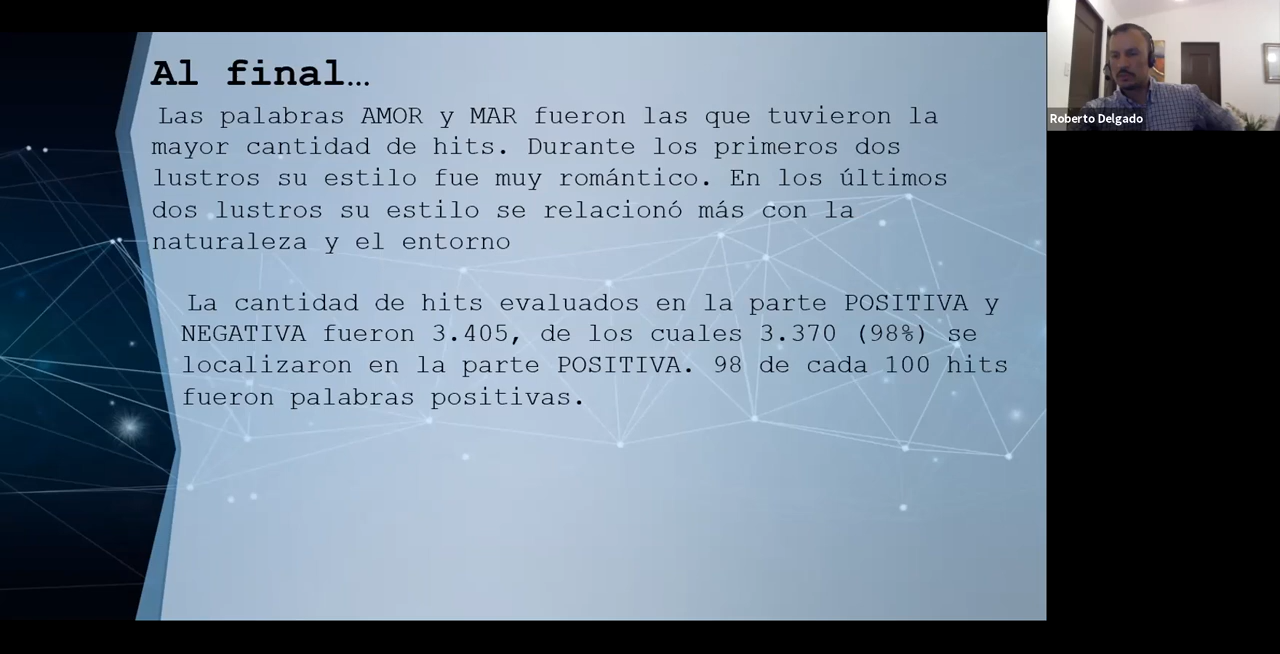 Al final…
Las palabras AMOR y MAR fueron las que tuvieron la
mayor cantidad de hits. Durante los primeros dos
lustros su estilo fue muy romántico. En los últimos
dos lustros su estilo se relacionó más con la
naturaleza y el entorno
La cantidad de hits evaluados en la parte POSITIVA y
NEGATIVA fueron 3.405, de los cuales 3.370 (98%) se
localizaron en la parte POSITIVA. 98 de cada 100 hits
fueron palabras positivas.
Roberto Delgado